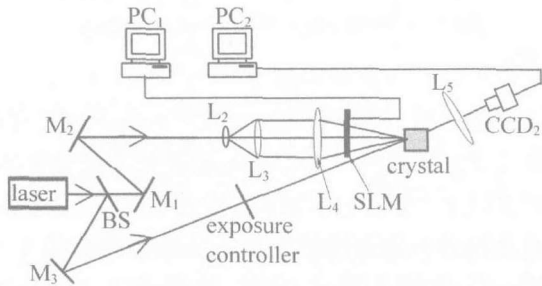 PC1 PC2
L5
M2 L2
CCD2
L3 crystal
laser M1 L4 SLM
BS
exposure
controller
M3